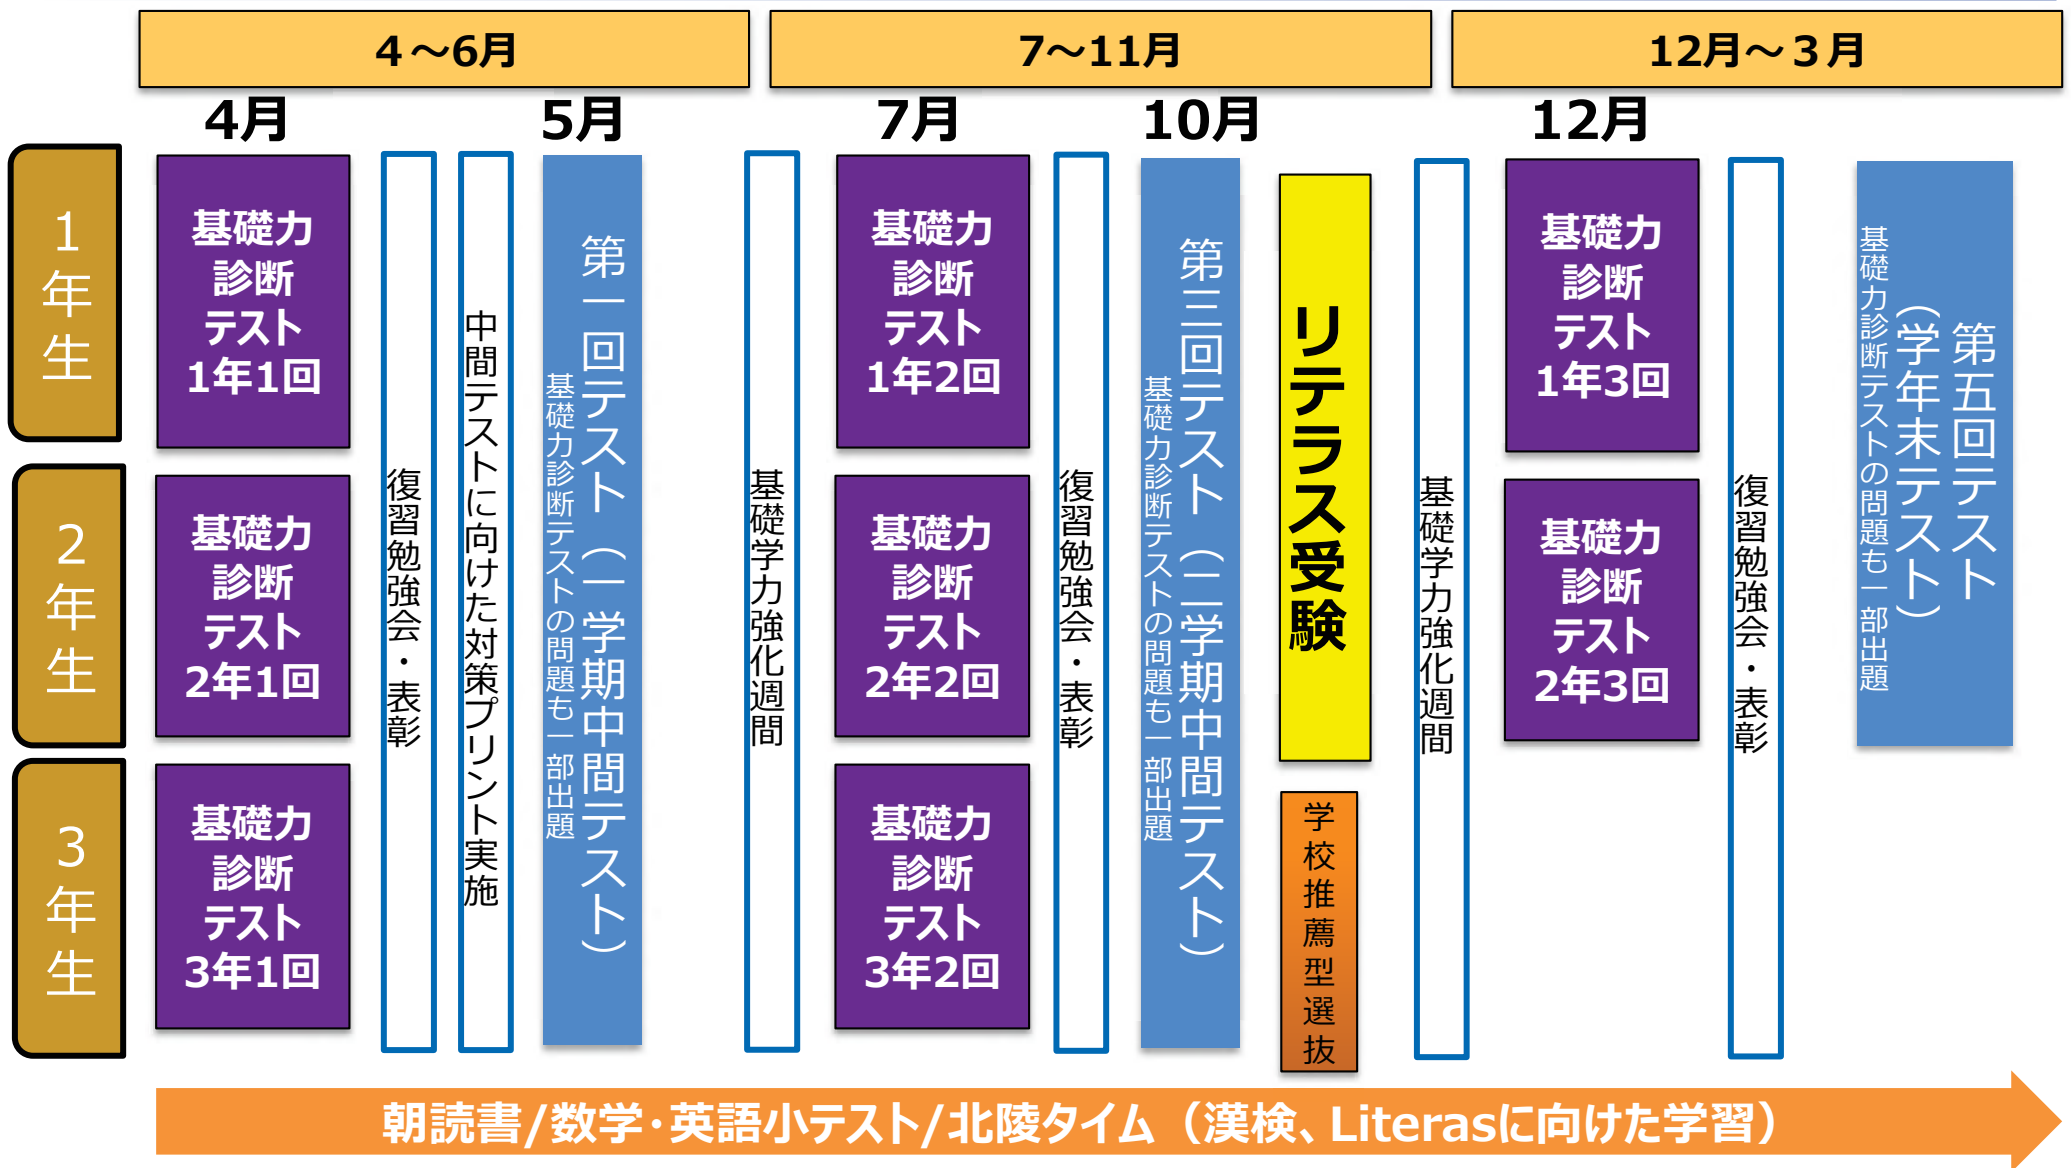 ４～6月
7～11月
12月～３月
4月
5月
7月
10月
12月
１年生
２年生
３年生
基礎力
診断
テスト
1年1回
基礎力
診断
テスト
2年1回
基礎力
診断
テスト
3年1回
復習勉強会・表彰
中間テストに向けた対策プリント実施
第一回テスト（一学期中間テスト）
基礎力診断テストの問題も一部出題
基礎学力強化週間
基礎力
診断
テスト
1年2回
基礎力
診断
テスト
2年2回
基礎力
診断
テスト
3年2回
復習勉強会・表彰
第三回テスト（二学期中間テスト）
基礎力診断テストの問題も一部出題
リテラス受験
学校推薦型選抜
基礎学力強化週間
基礎力
診断
テスト
1年3回
基礎力
診断
テスト
2年3回
復習勉強会・表彰
第五回テスト
（学年末テスト）
基礎力診断テストの問題も一部出題
朝読書/数学・英語小テスト/北陵タイム（漢検、Literasに向けた学習）